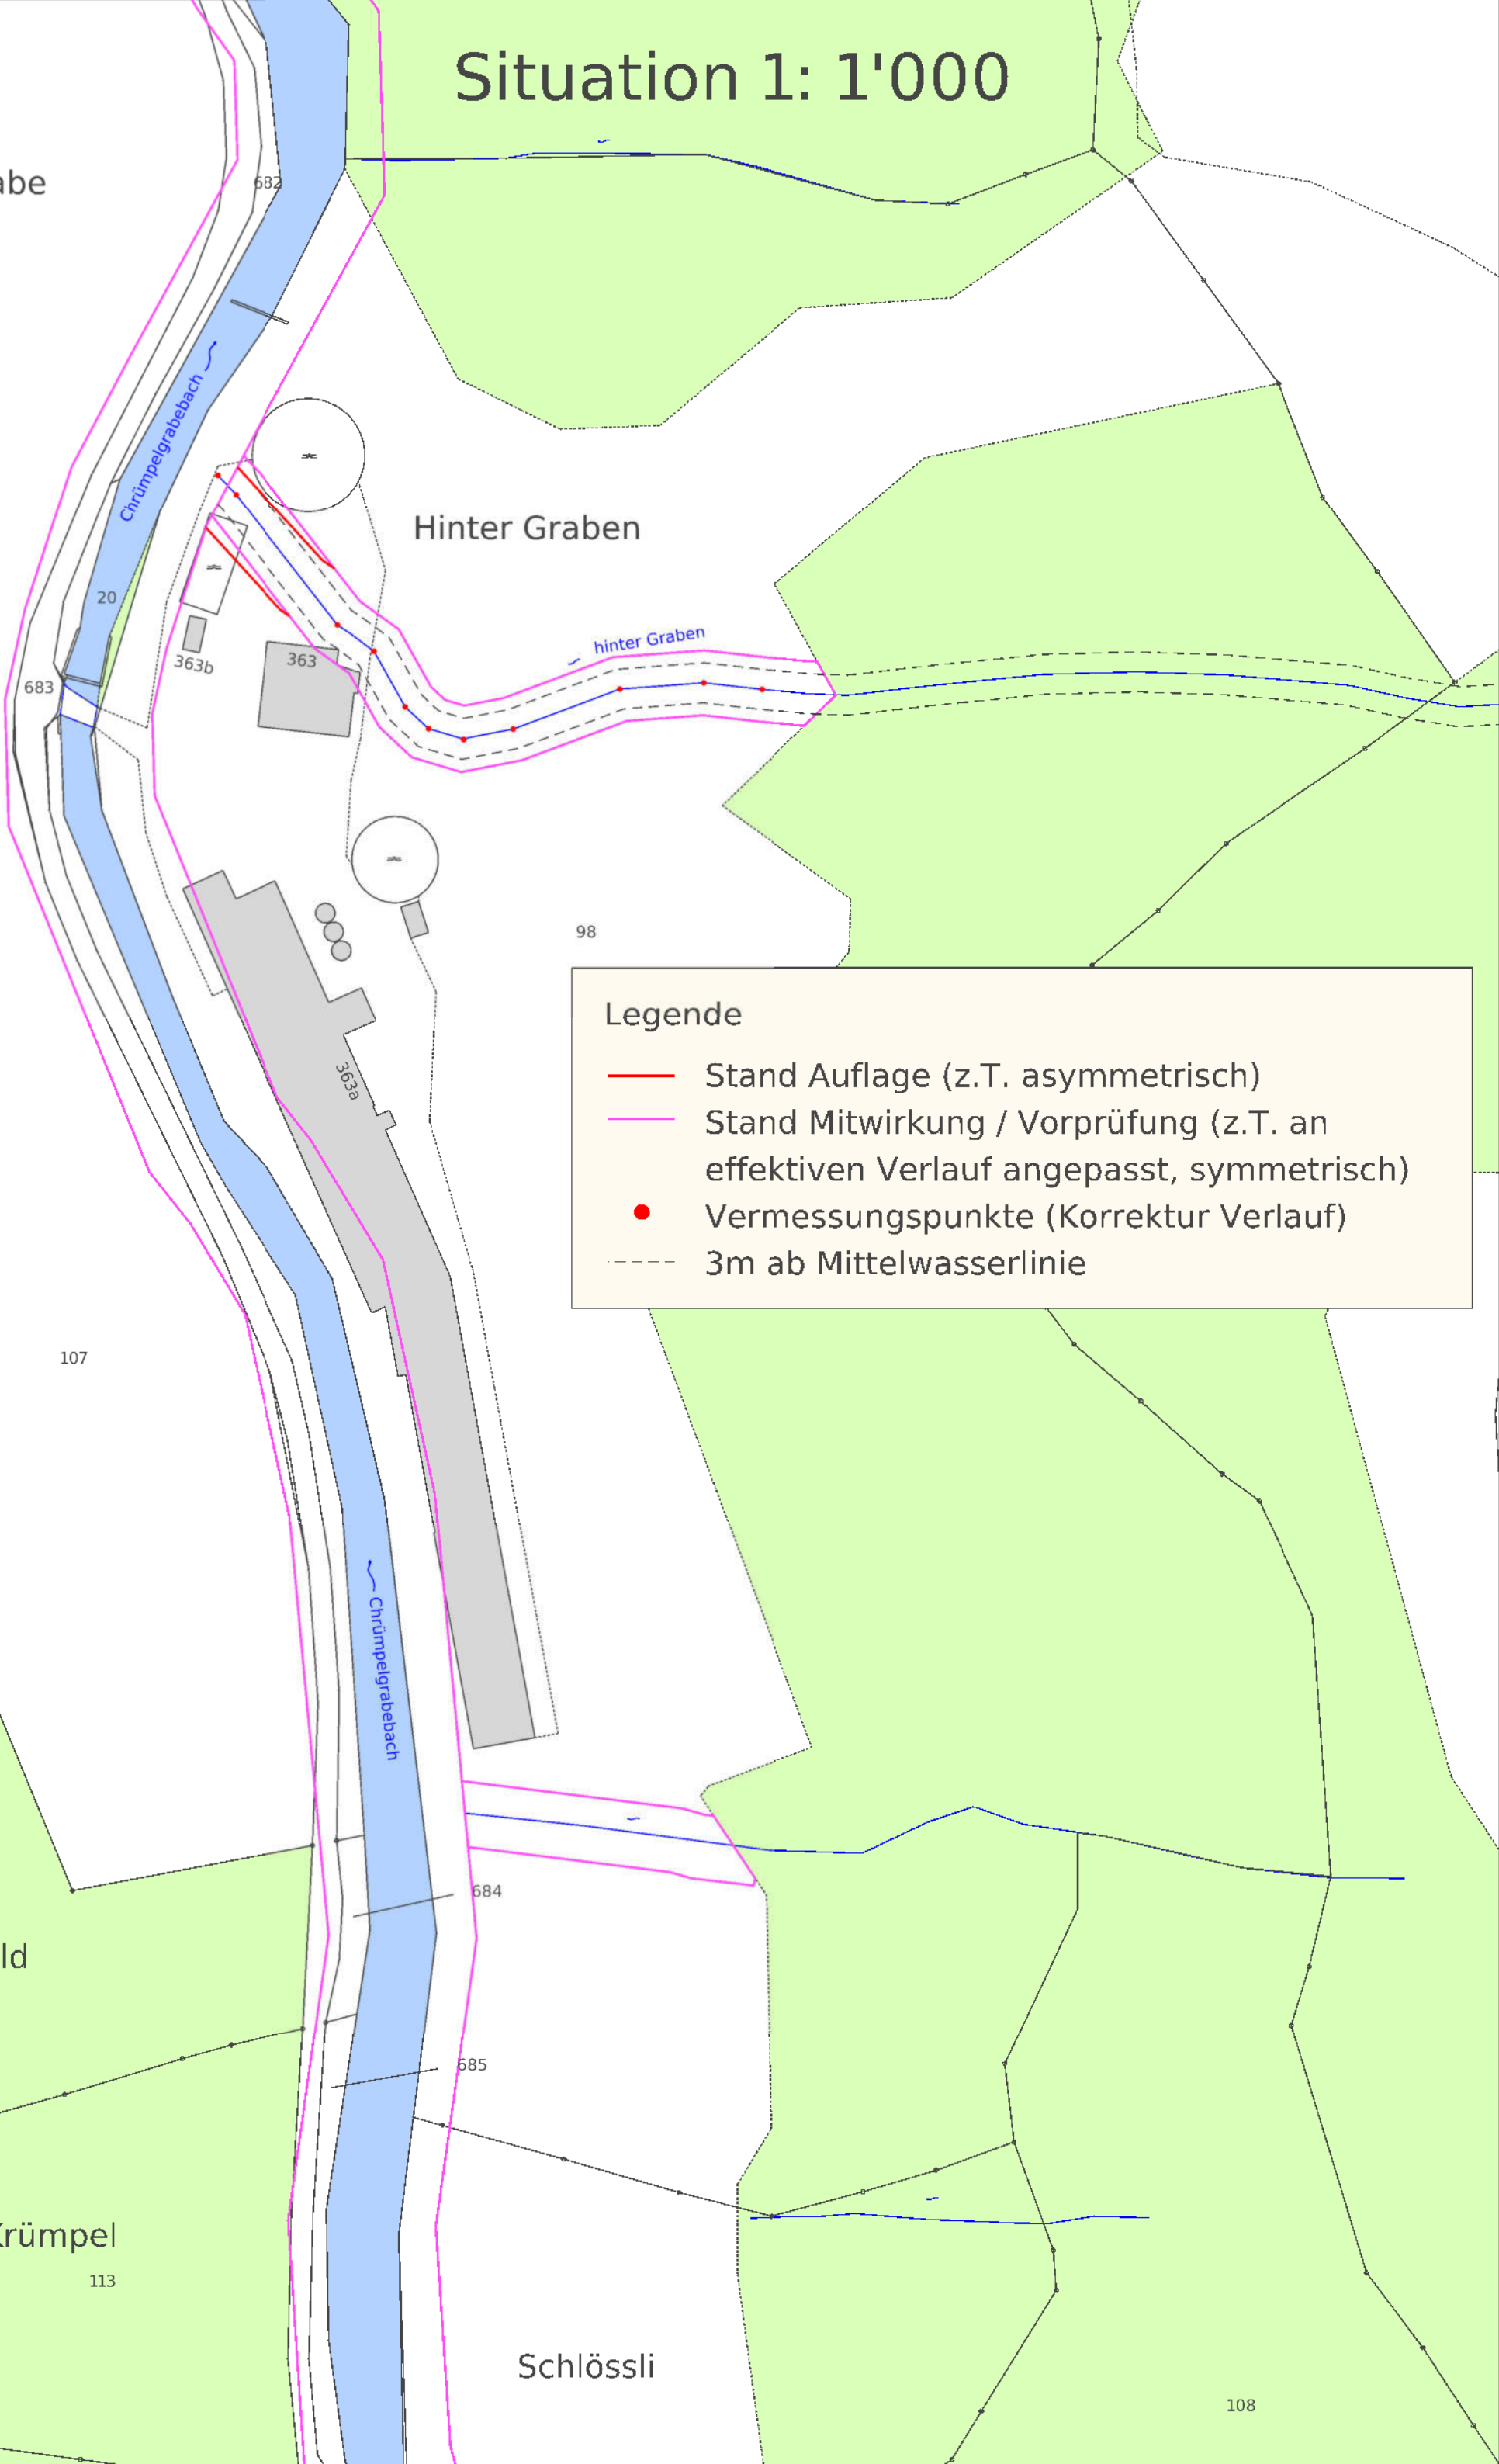 Situation 1: 1'000
abe
682
Chrümpelgrabebach
Hinter Graben
20
hinter Graben
363b
363
683
98
Legende
Stand Auflage (z.T. asymmetrisch)
Stand Mitwirkung / Vorprüfung (z.T. an
effektiven Verlauf angepasst, symmetrisch)
Vermessungspunkte (Korrektur Verlauf)
3m ab Mittelwasserlinie
363a
107
Chrümpelgrabebach
684
ld
685
Krümpel
113
Schlössli
108